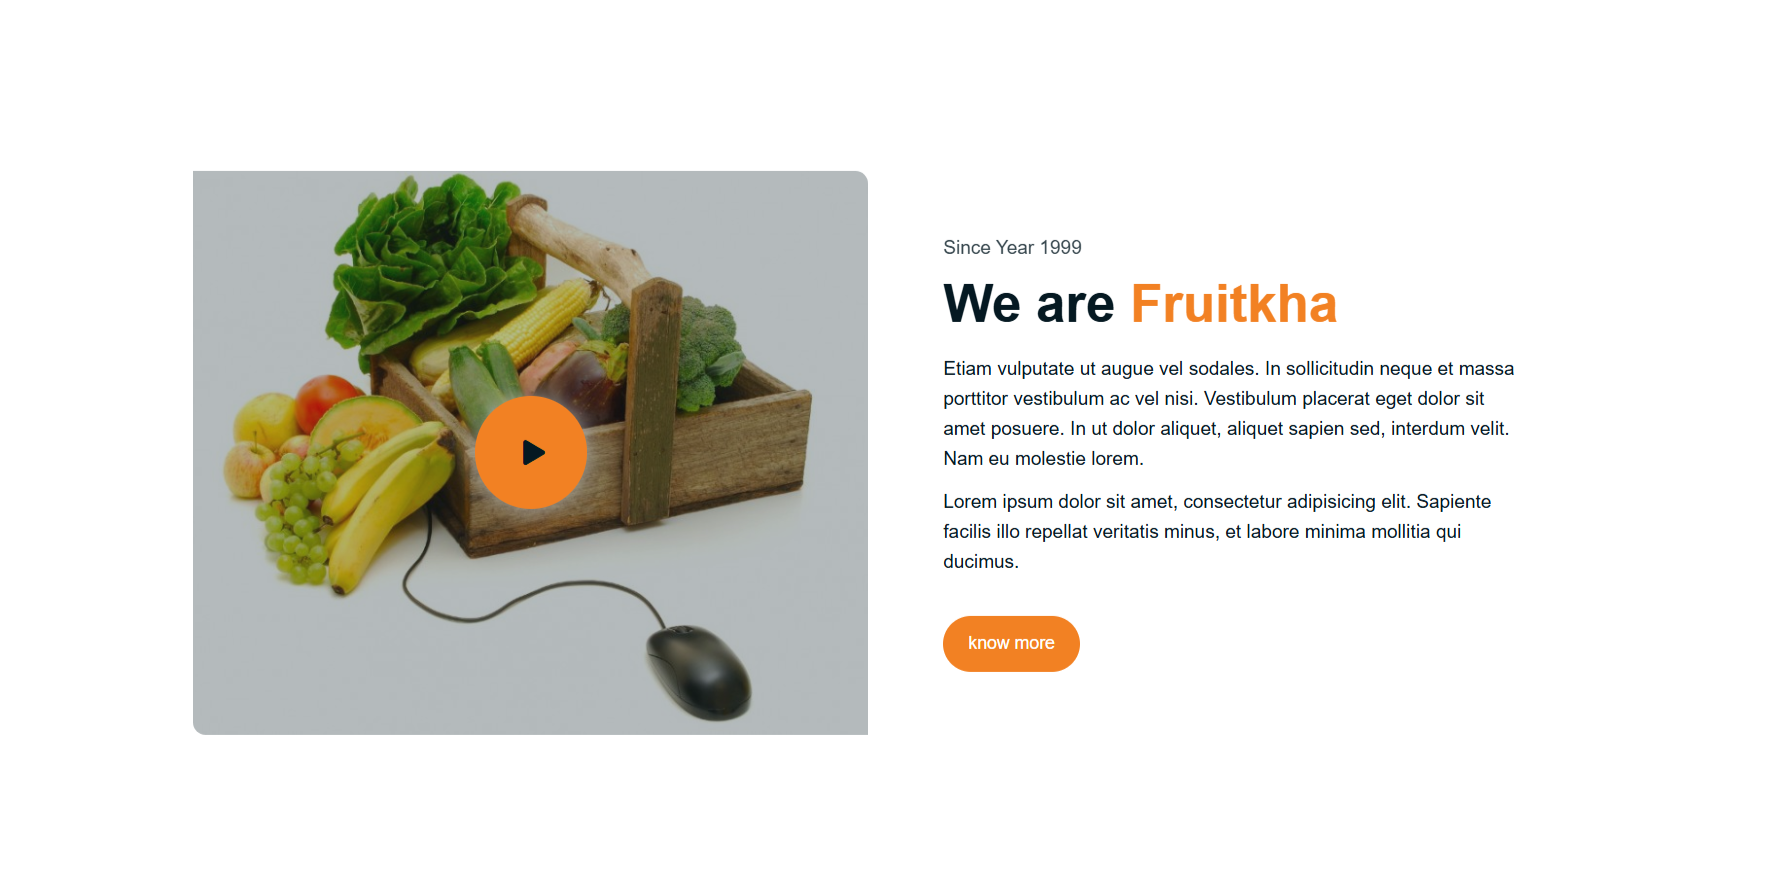 Since Year 1999
We are Fruitkha
Etiam vulputate ut augue vel sodales. In sollicitudin neque et massa
porttitor vestibulum ac vel nisi. Vestibulum placerat eget dolor sit
amet posuere. In ut dolor aliquet, aliquet sapien sed, interdum velit.
Nam eu molestie lorem.
Lorem ipsum dolor sit amet, consectetur adipisicing elit. Sapiente
facilis illo repellat veritatis minus, et labore minima mollitia qui
ducimus.
know more